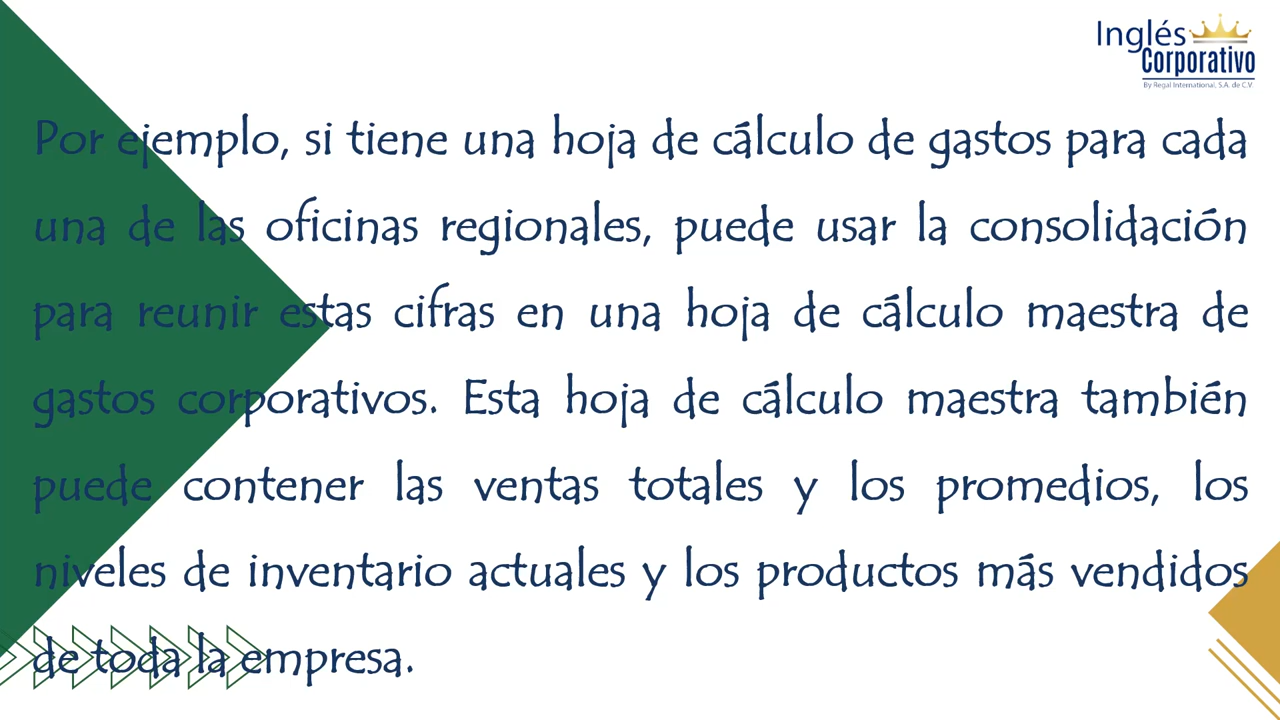 Inglés
Corporativo
By Regal International, S.A. de C.V.
Por ejemplo, si tiene una hoja de cálculo de gastos para cada
una de las oficinas regionales, puede usar la consolidación
para reunir estas cifras en una hoja de cálculo maestra de
gastos corporativos. Esta hoja de cálculo maestra también
puede contener las ventas totales y los promedios, los
niveles de inventario actuales y los productos más vendidos
de toda la empresa.